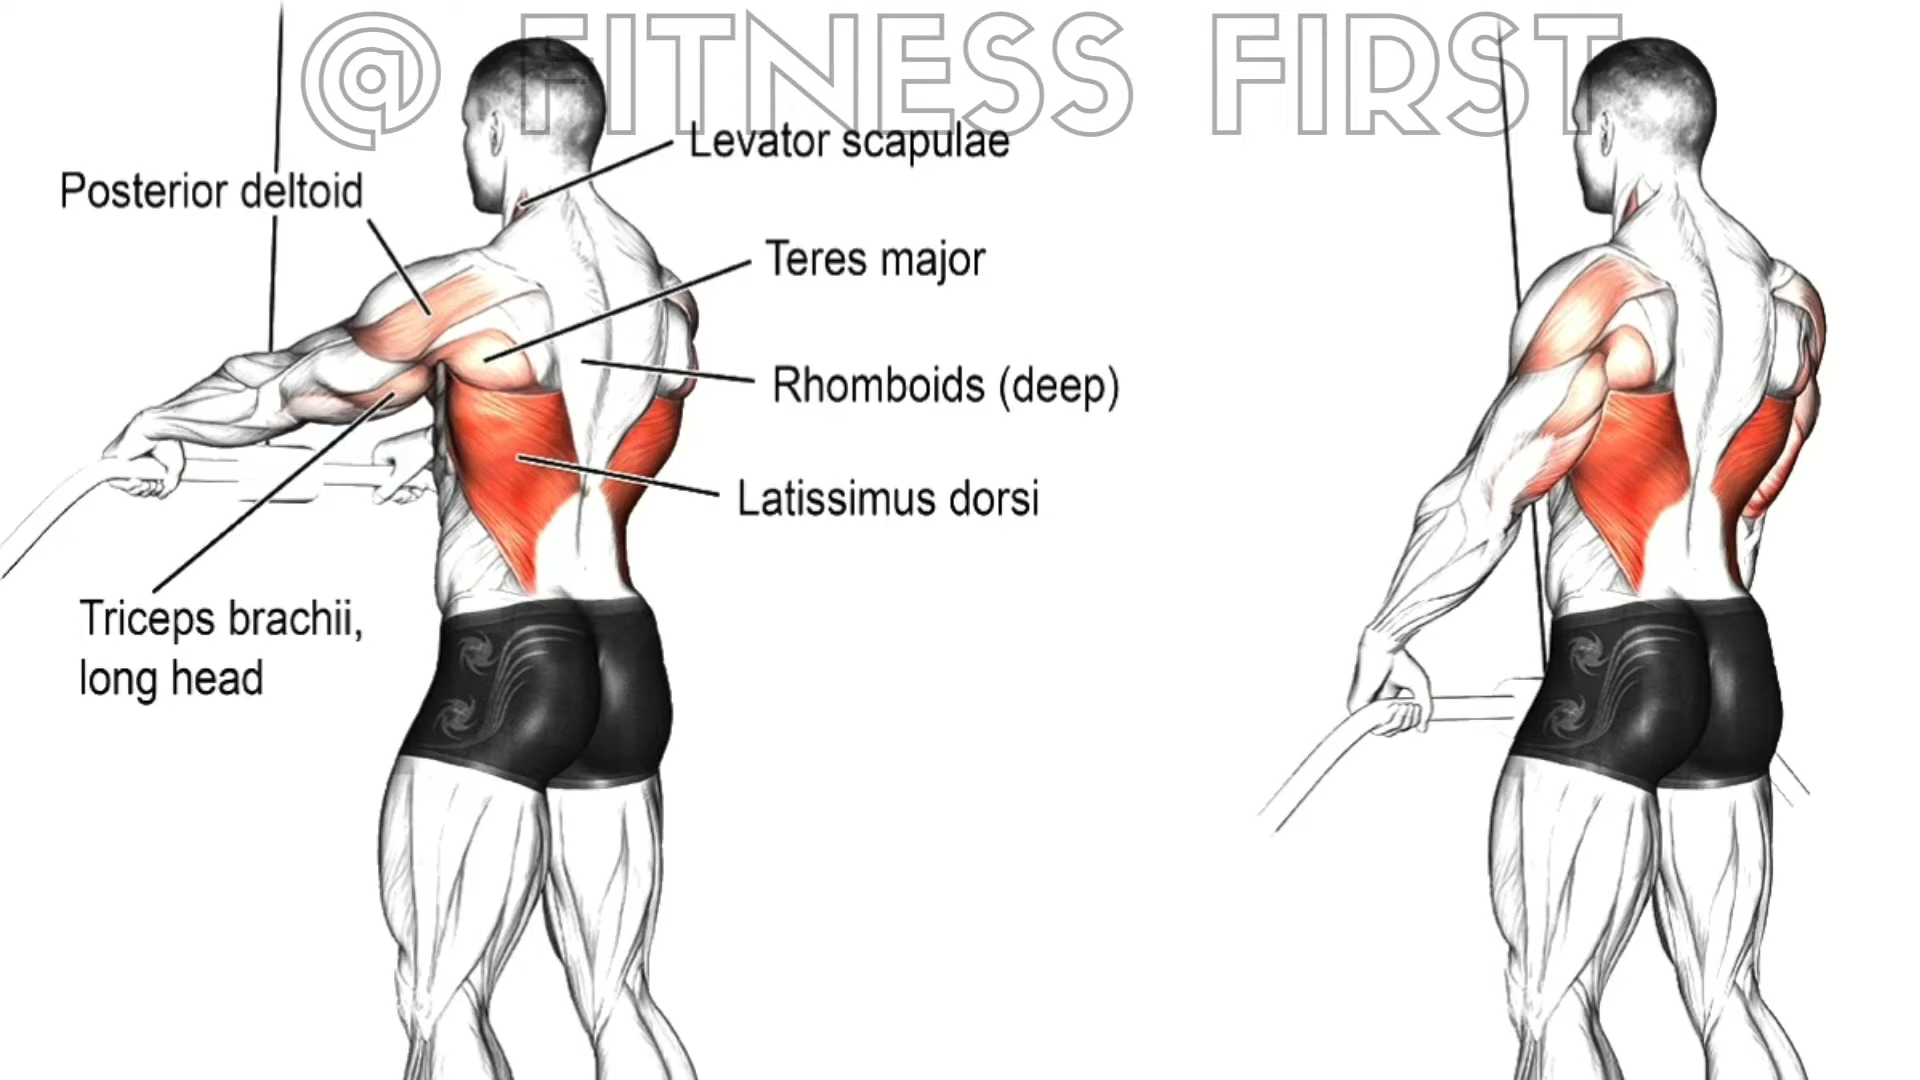 @ FITNESS FIRST
Levator scapulae
Posterior deltoid
Teres major
Rhomboids (deep)
Latissimus dorsi
Triceps brachii,
long head